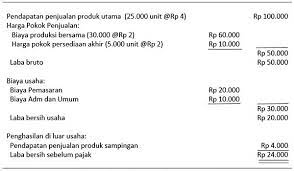 Pendapatan penjualan produk utama (25.000 unit @Rp 4) Rp 100.000
Harga Pokok Penjualan:
Biaya produksi bersama (30.000 @Rp 2) Rp 60.000
Harga pokok persediaan akhir (5.000 unit @Rp 2) Rp 10.000
Rp 50.000
Laba bruto Rp 50.000
Biaya usaha:
Biaya Pemasaran Rp 20.000
Biaya Adm dan Umum Rp 10.000
Rp 30.000
Laba bersih usaha Rp 20.000
Penghasilan di luar usaha:
Pendapatan penjualan produk sampingan Rp 4.000
Laba bersih sebelum pajak Rp 24.000